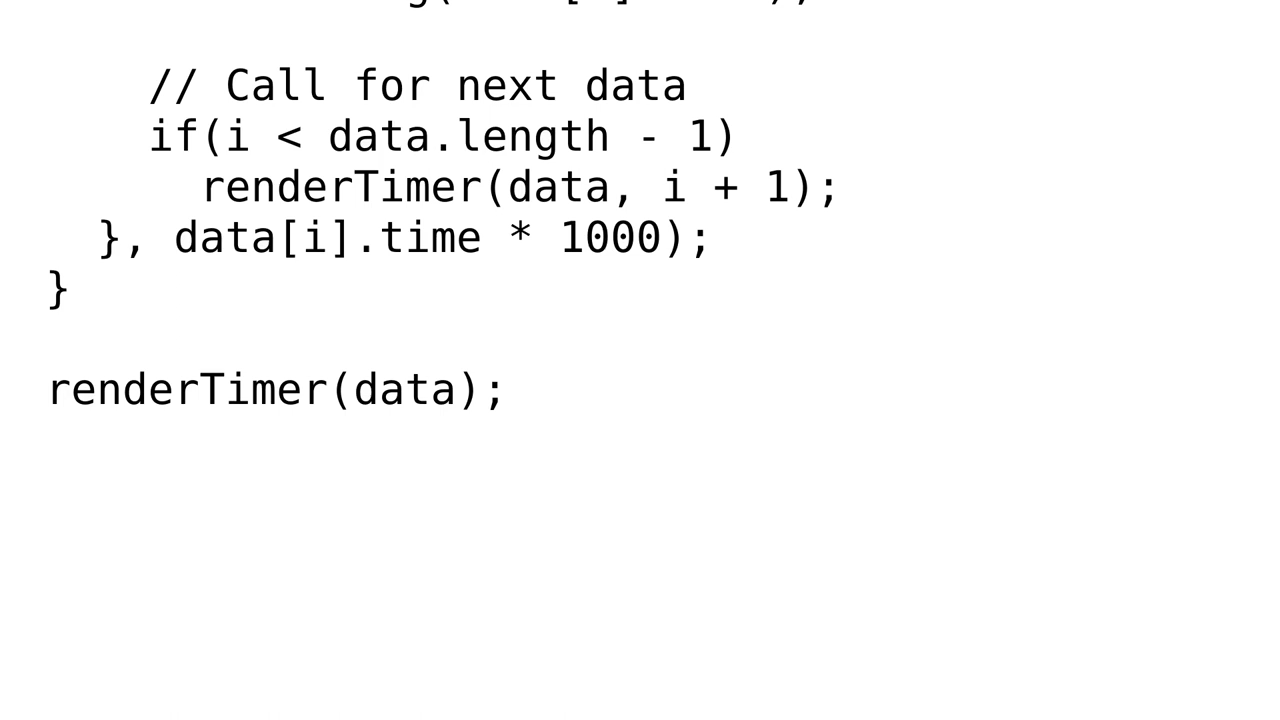 // Call for next data
if(i < data.length - 1)
renderTimer(data, i + 1);
}, data[i].time * 1000);
}
renderTimer(data);